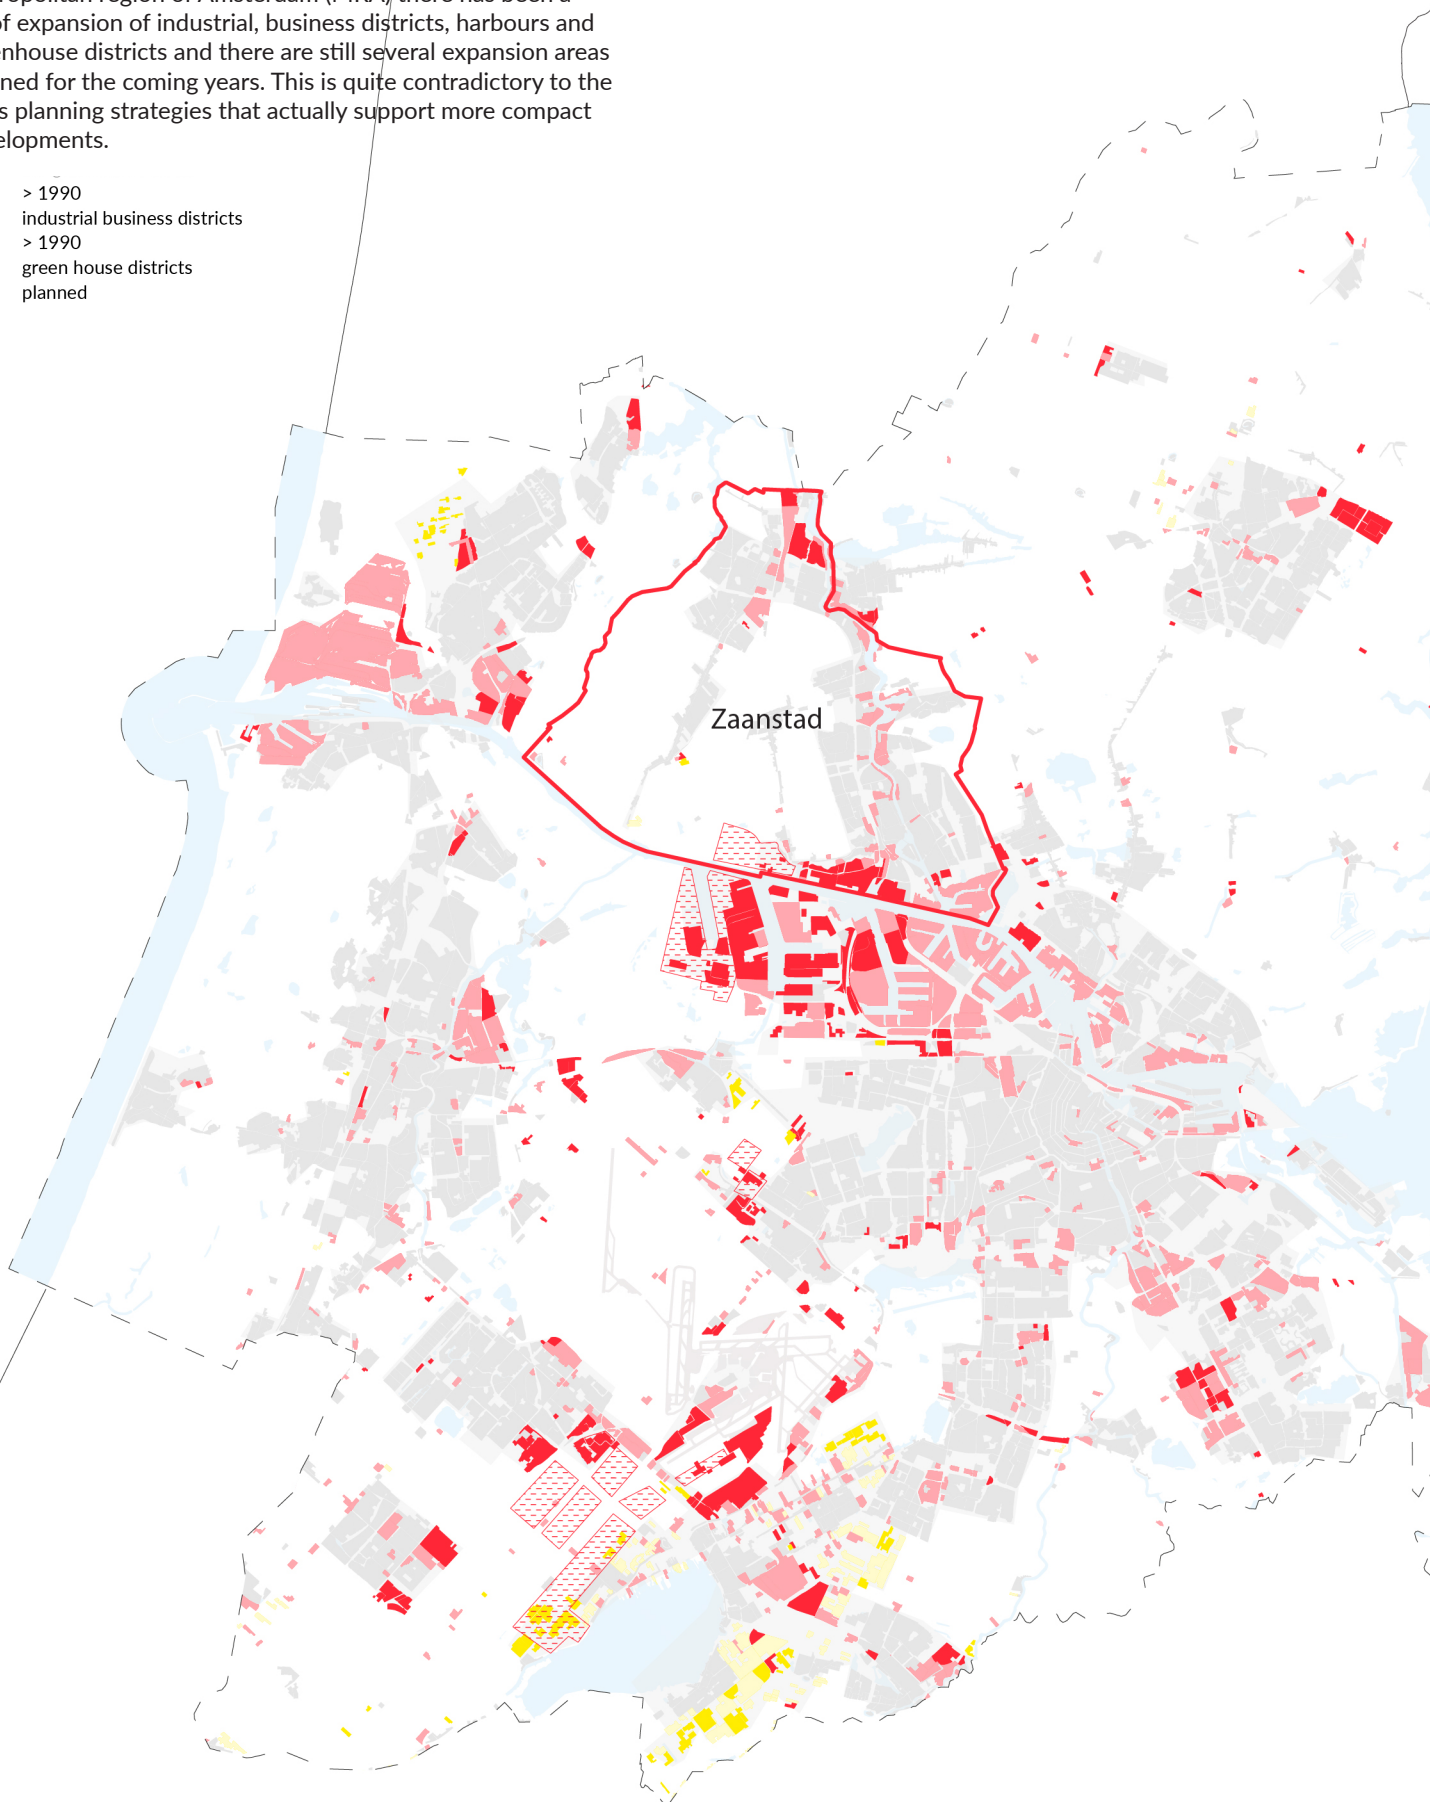 of expansion of industrial, business districts, harbours and
enhouse districts and there are still several expansion areas
ned for the coming years. This is quite contradictory to the
s planning strategies that actually support more compact
elopments.
> 1990
industrial business districts
> 1990
green house districts
planned
Zaanstad